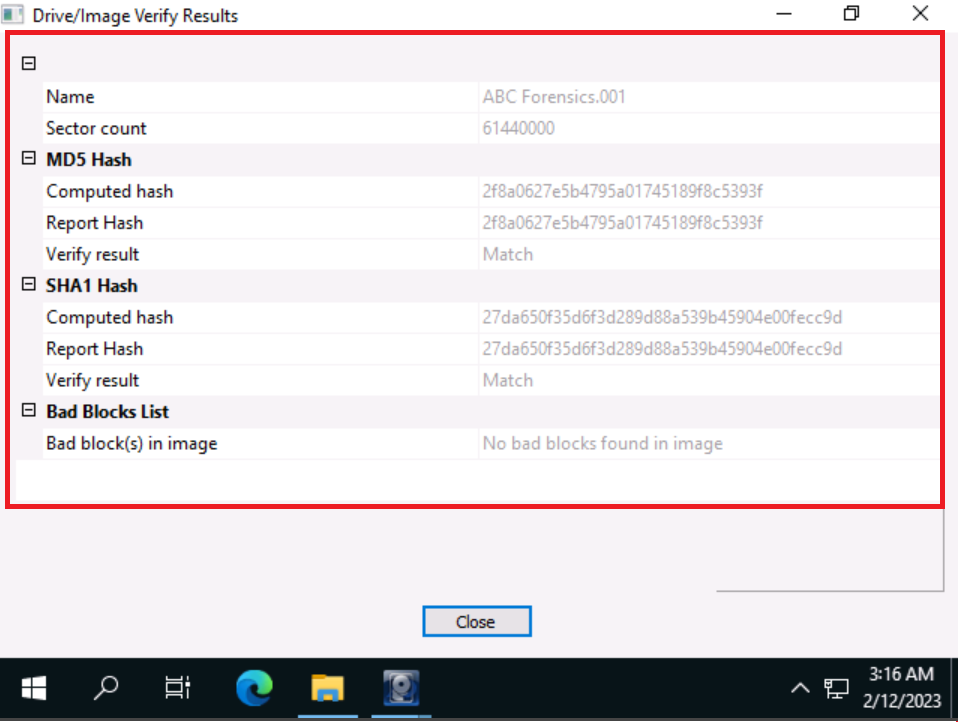 Drive/Image Verify Results
Name ABC Forensics.001
Sector count 61440000
MD5 Hash
Computed hash 2f8a0627e5b4795a01745189f8c5393f
Report Hash 2f8a0627e5b4795a01745189f8c5393f
Verify result Match
SHA1 Hash
Computed hash 27da650f35d6f3d289d88a539b45904e00fecc9d
Report Hash 27da650f35d6f3d289d88a539b45904e00fecc9d
Verify result Match
Bad Blocks List
Bad block(s) in image No bad blocks found in image
Close
3:16 AM
2/12/2023